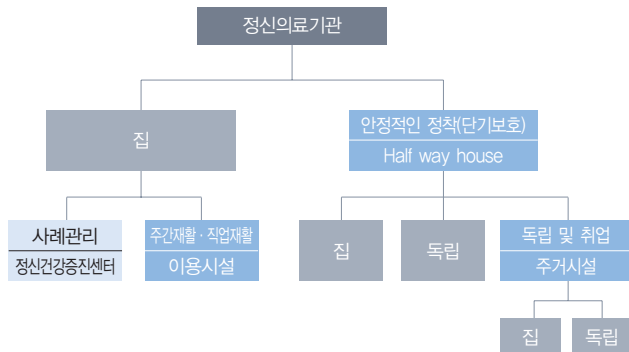 정신의료기관
집
안정적인 정착(단기보호)
Half way house
사례관리
정신건강증진센터
주간재활 · 직업재활
이용시설
집
독립
독립 및 취업
주거시설
집
독립